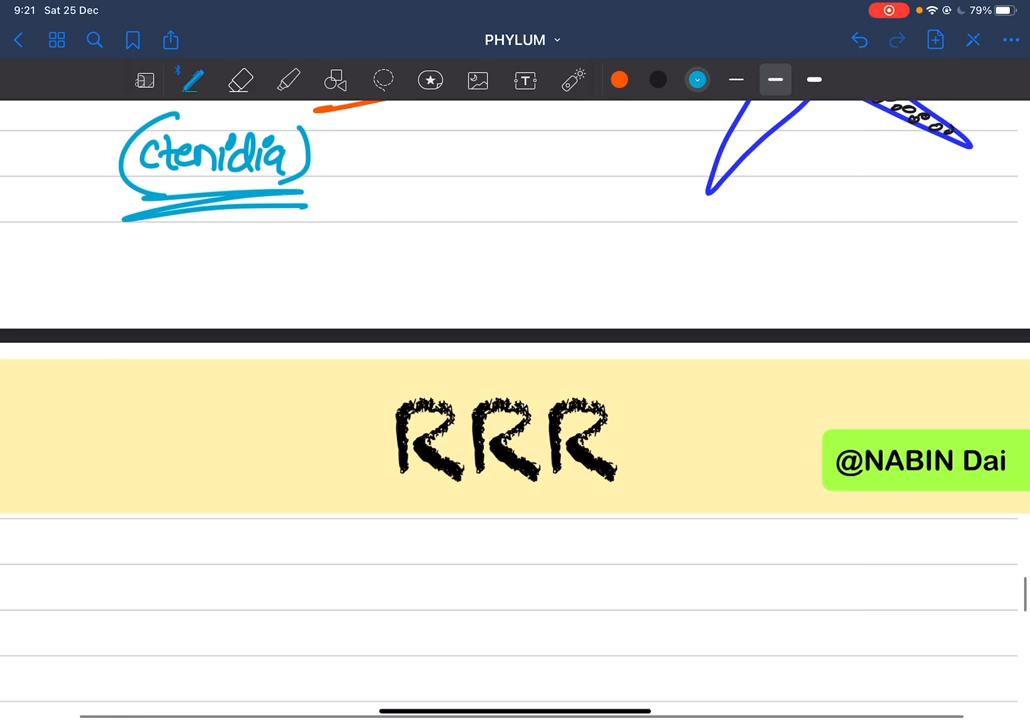 9:21 Sat 25 Dec
79%
PHYLUM
(ctenidia)
RRR
@NABIN Dai